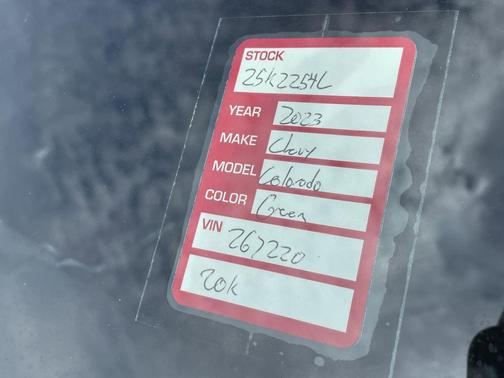 STOCK
25K2254L
YEAR 2023
MAKE Chevy
MODEL Colorado
COLOR Green
VIN 267220
20K